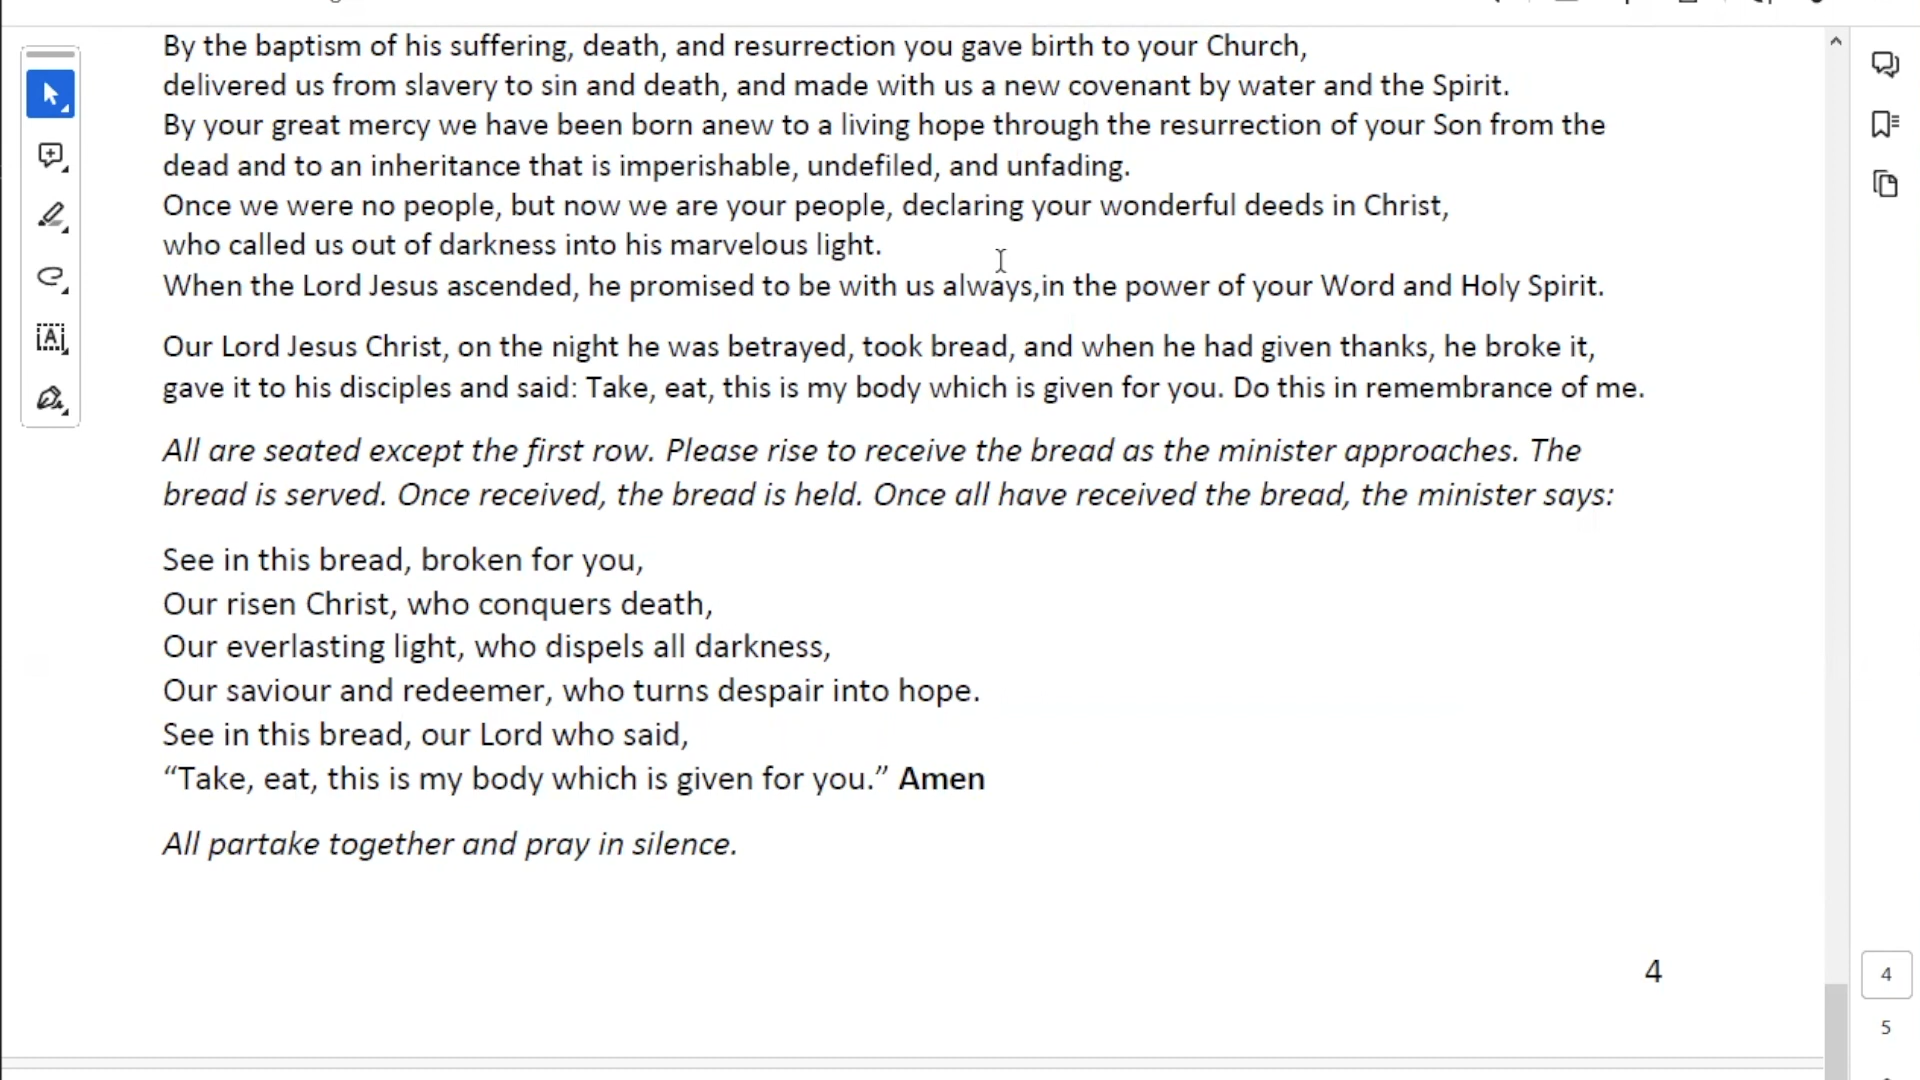 By the baptism of his suffering, death, and resurrection you gave birth to your Church,
delivered us from slavery to sin and death, and made with us a new covenant by water and the Spirit.
By your great mercy we have been born anew to a living hope through the resurrection of your Son from the
dead and to an inheritance that is imperishable, undefiled, and unfading.
Once we were no people, but now we are your people, declaring your wonderful deeds in Christ,
who called us out of darkness into his marvelous light.
When the Lord Jesus ascended, he promised to be with us always,in the power of your Word and Holy Spirit.
Our Lord Jesus Christ, on the night he was betrayed, took bread, and when he had given thanks, he broke it,
gave it to his disciples and said: Take, eat, this is my body which is given for you. Do this in remembrance of me.
All are seated except the first row. Please rise to receive the bread as the minister approaches. The
bread is served. Once received, the bread is held. Once all have received the bread, the minister says:
See in this bread, broken for you,
Our risen Christ, who conquers death,
Our everlasting light, who dispels all darkness,
Our saviour and redeemer, who turns despair into hope.
See in this bread, our Lord who said,
“Take, eat, this is my body which is given for you.” Amen
All partake together and pray in silence.
4
4
5